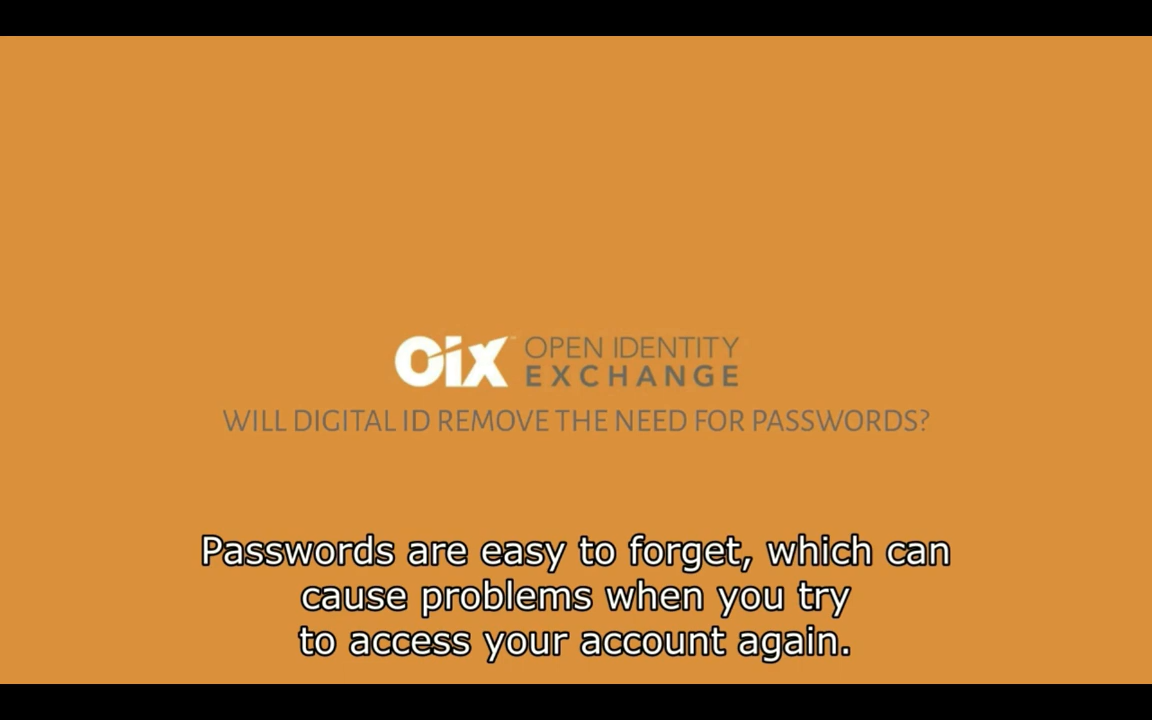 Oix OPEN IDENTITY
EXCHANGE
WILL DIGITAL ID REMOVE THE NEED FOR PASSWORDS?
Passwords are easy to forget, which can
cause problems when you try
to access your account again.